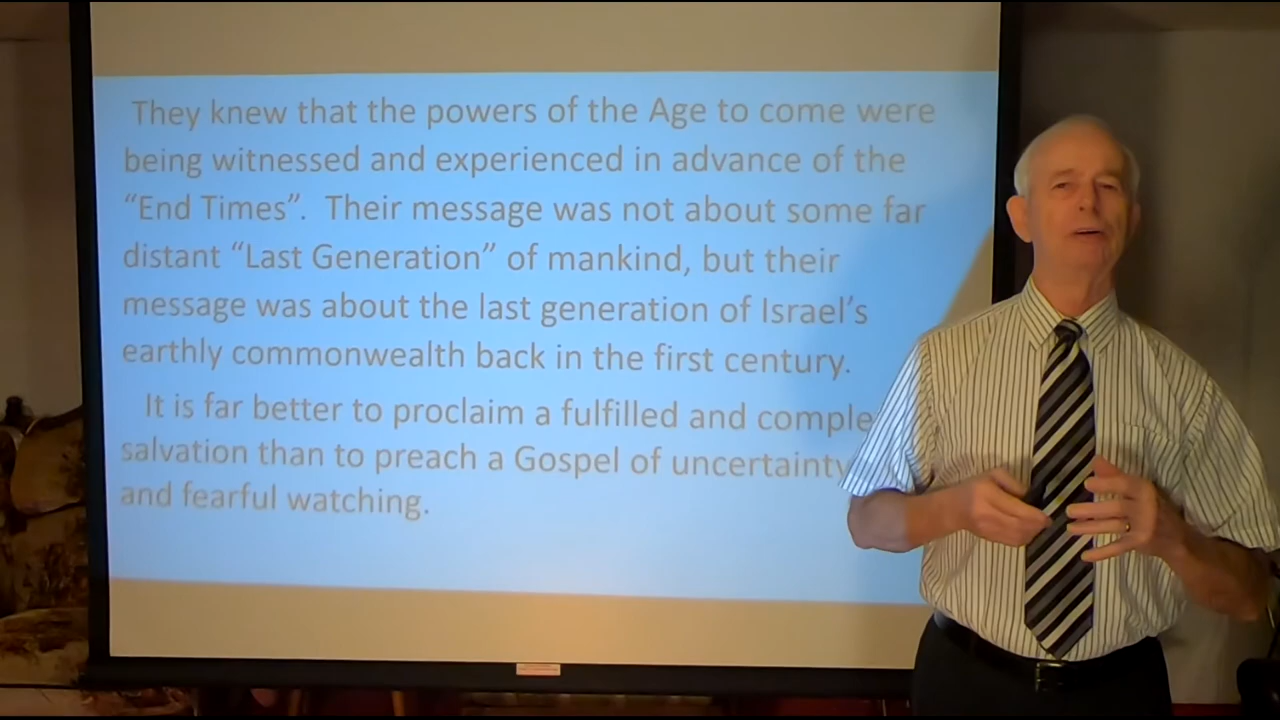 They knew that the powers of the Age to come were
being witnessed and experienced in advance of the
“End Times”.  Their message was not about some far
distant “Last Generation” of mankind, but their
message was about the last generation of Israel’s
earthly commonwealth back in the first century.
It is far better to proclaim a fulfilled and comple
salvation than to preach a Gospel of uncertainty
and fearful watching.